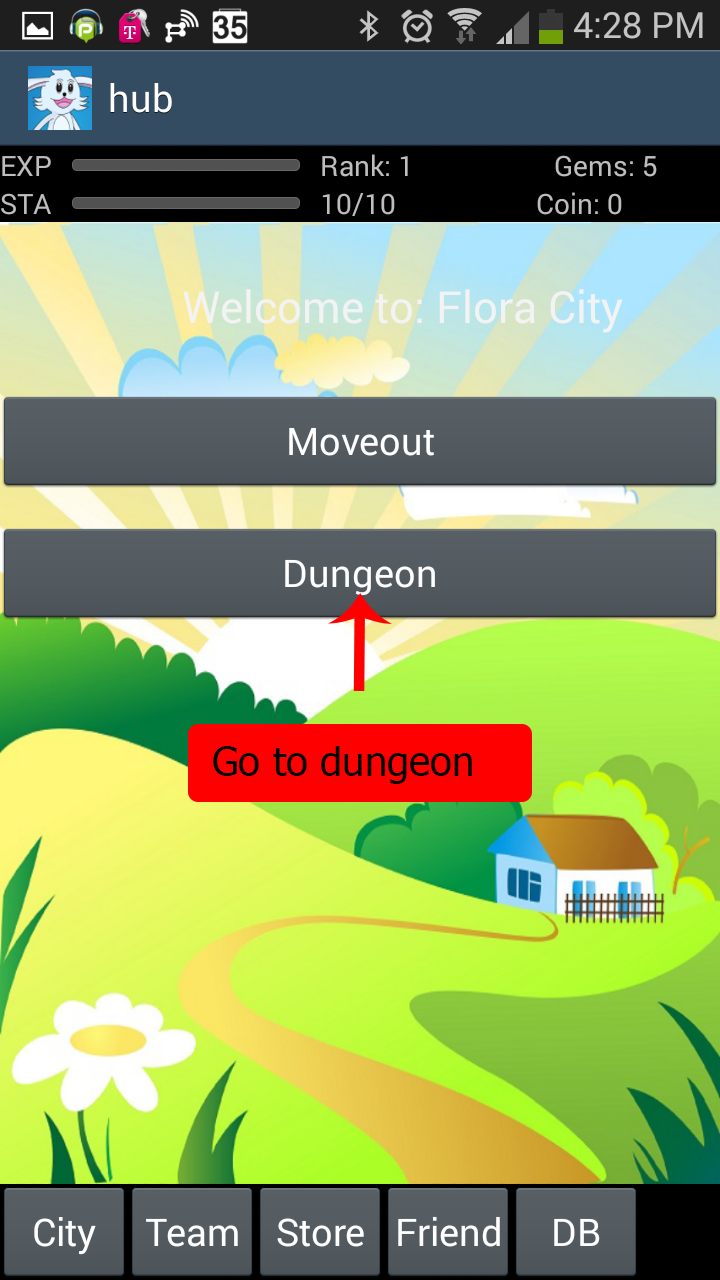 35 4:28 PM
hub
EXP Rank: 1 Gems: 5
STA 10/10 Coin: 0
Welcome to: Flora City
Moveout
Dungeon
Go to dungeon
City Team Store Friend DB